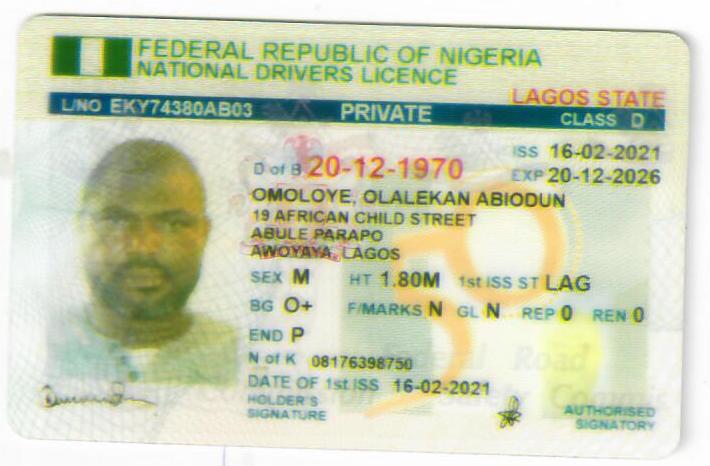 FEDERAL REPUBLIC OF NIGERIA
NATIONAL DRIVERS LICENCE
LAGOS STATE
L/NO EKY74380AB03 PRIVATE CLASS D
ISS 16-02-2021
D of B 20-12-1970 EXP 20-12-2026
OMOLOYE, OLALEKAN ABIODUN
19 AFRICAN CHILD STREET
ABULE PARAPO
AWOYAYA, LAGOS
SEX M HT 1.80M 1st ISS ST LAG
BG O+ F/MARKS N GL N REP 0 REN 0
END P
N of K 08176398750
DATE OF 1st ISS 16-02-2021
HOLDER'S
SIGNATURE
AUTHORISED
SIGNATORY